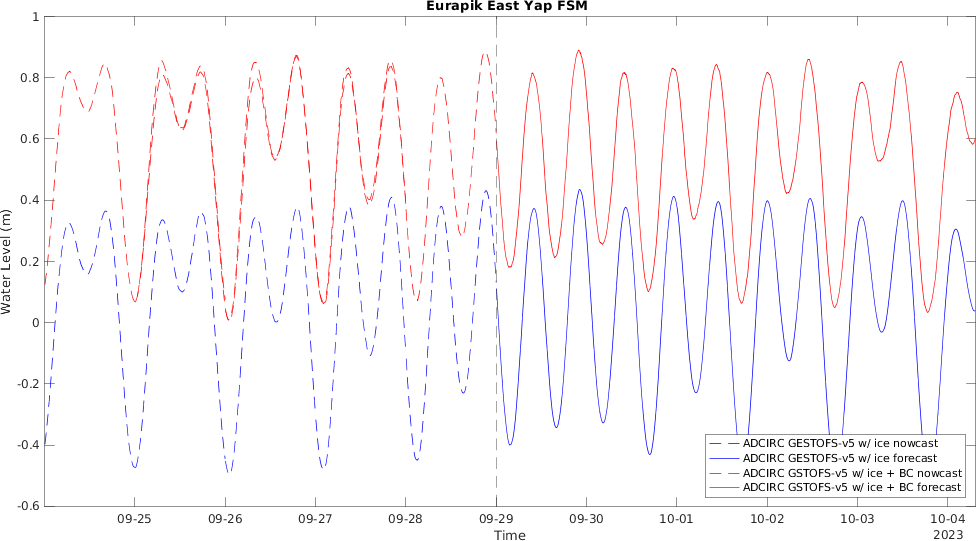 Eurapik East Yap FSM
1
0.8
0.6
0.4
0.2
0
-0.2
-0.4
-0.6
Water Level (m)
ADCIRC GESTOFS-v5 w/ ice nowcast
ADCIRC GESTOFS-v5 w/ ice forecast
ADCIRC GSTOFS-v5 w/ ice + BC nowcast
ADCIRC GSTOFS-v5 w/ ice + BC forecast
09-25 09-26 09-27 09-28 09-29 09-30 10-01 10-02 10-03 10-04
Time
2023